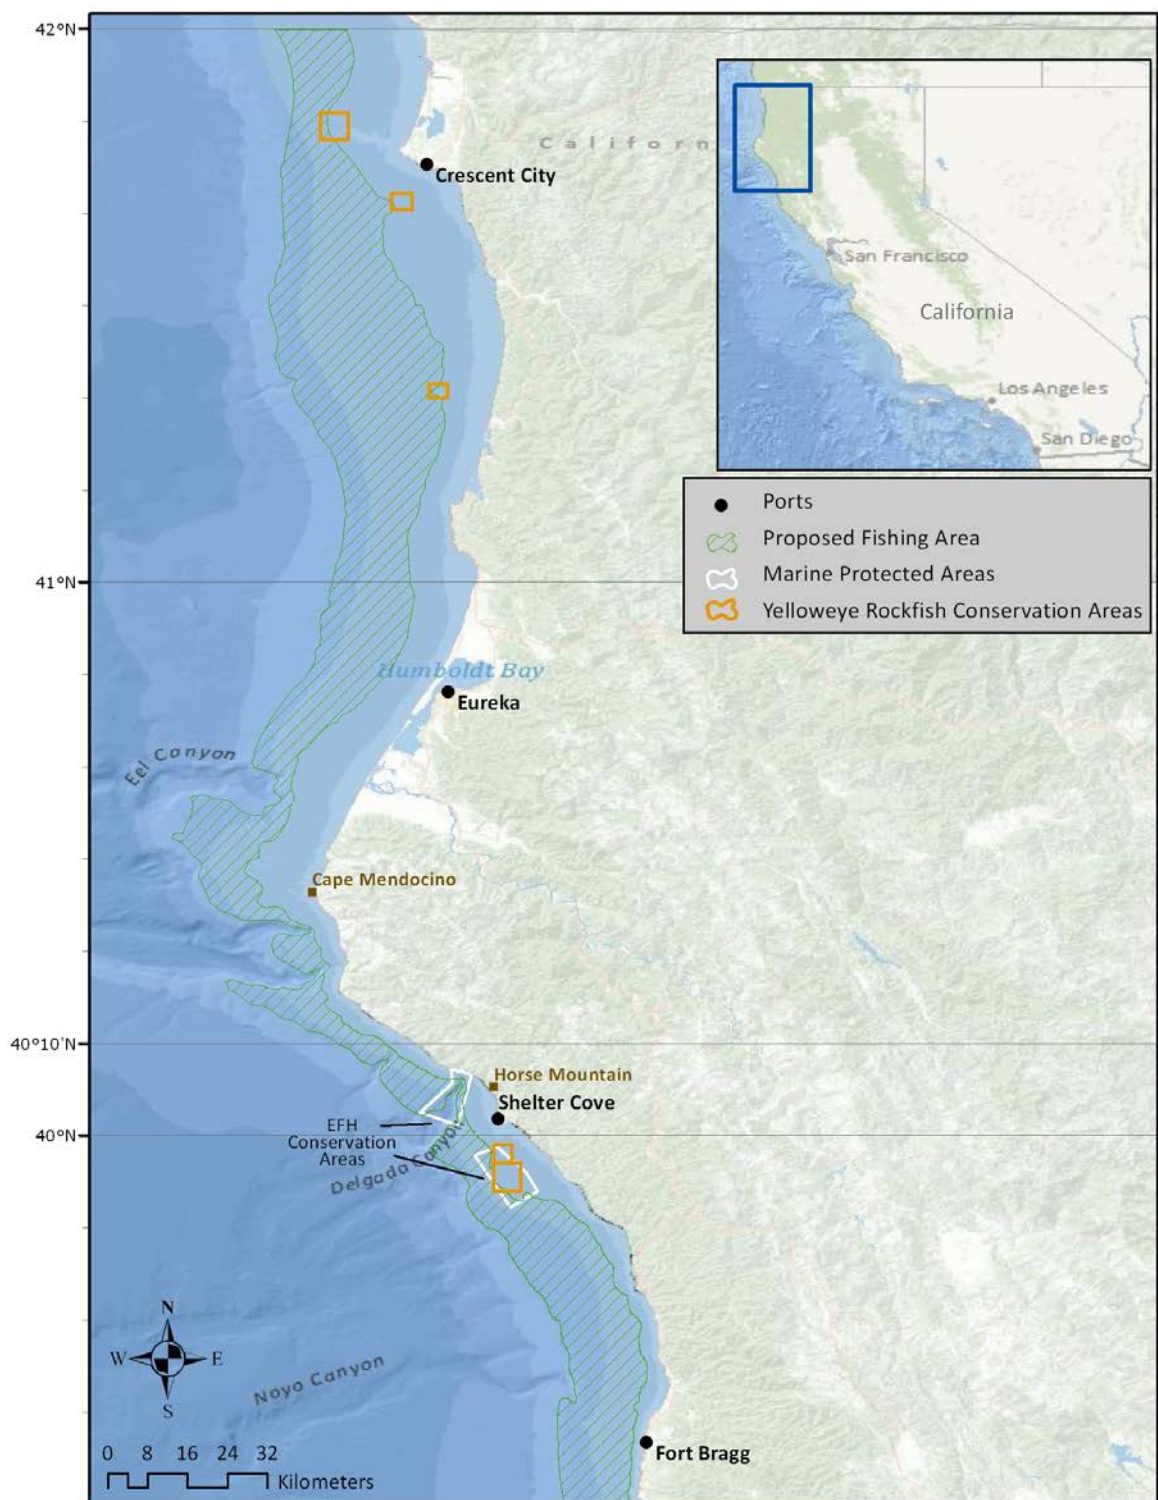 42°N
Californ
Crescent City
San Francisco
California
Los Angeles
San Diego
Ports
Proposed Fishing Area
Marine Protected Areas
Yelloweye Rockfish Conservation Areas
41°N
Humboldt Bay
Eureka
Eel Canyon
Cape Mendocino
40°10'N
Horse Mountain
Shelter Cove
EFH
Conservation
Areas
40°N
Delgada Canyon
N
W E
S
Noyo Canyon
0 8 16 24 32
Kilometers
Fort Bragg